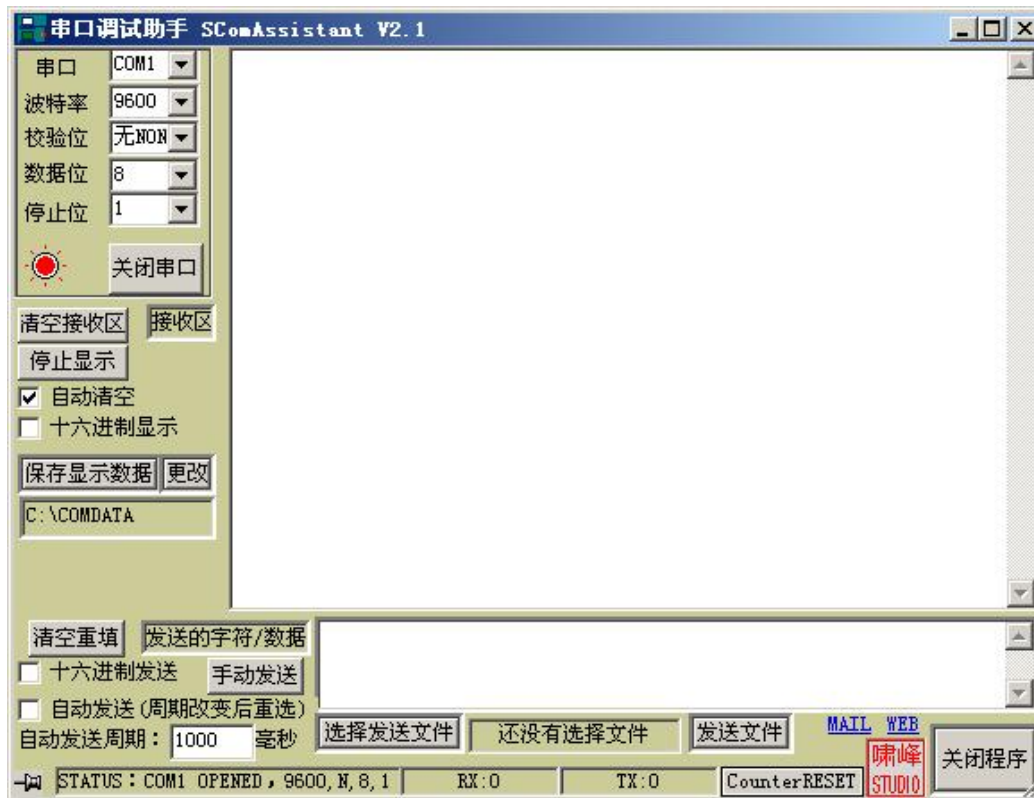 串口调试助手 SComAssistant V2.1
串口 COM1
波特率 9600
校验位 无NON
数据位 8
停止位 1
关闭串口
清空接收区 接收区
停止显示
自动清空
十六进制显示
保存显示数据 更改
C:\COMDATA
清空重填 发送的字符/数据
十六进制发送 手动发送
自动发送(周期改变后重选)
自动发送周期: 1000 毫秒 选择发送文件 还没有选择文件 发送文件 MAIL WEB
啸峰 关闭程序
STATUS:COM1 OPENED,9600,N,8,1 RX:0 TX:0 CounterRESET STUDIO